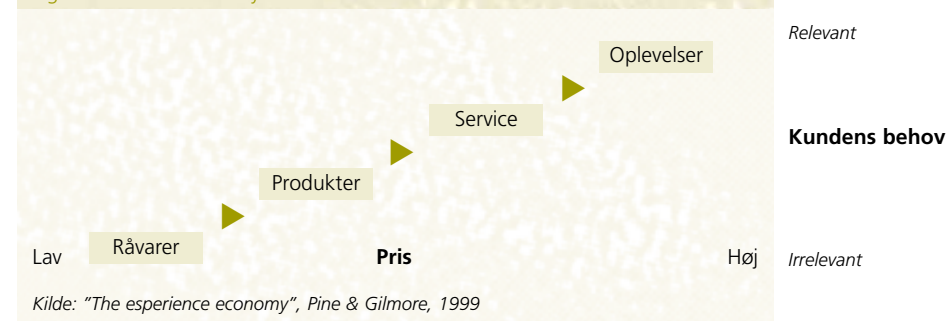 Relevant
Oplevelser
Service
Kundens behov
Produkter
Råvarer
Lav
Pris
Høj
Irrelevant
Kilde: ”The esperience economy”, Pine & Gilmore, 1999